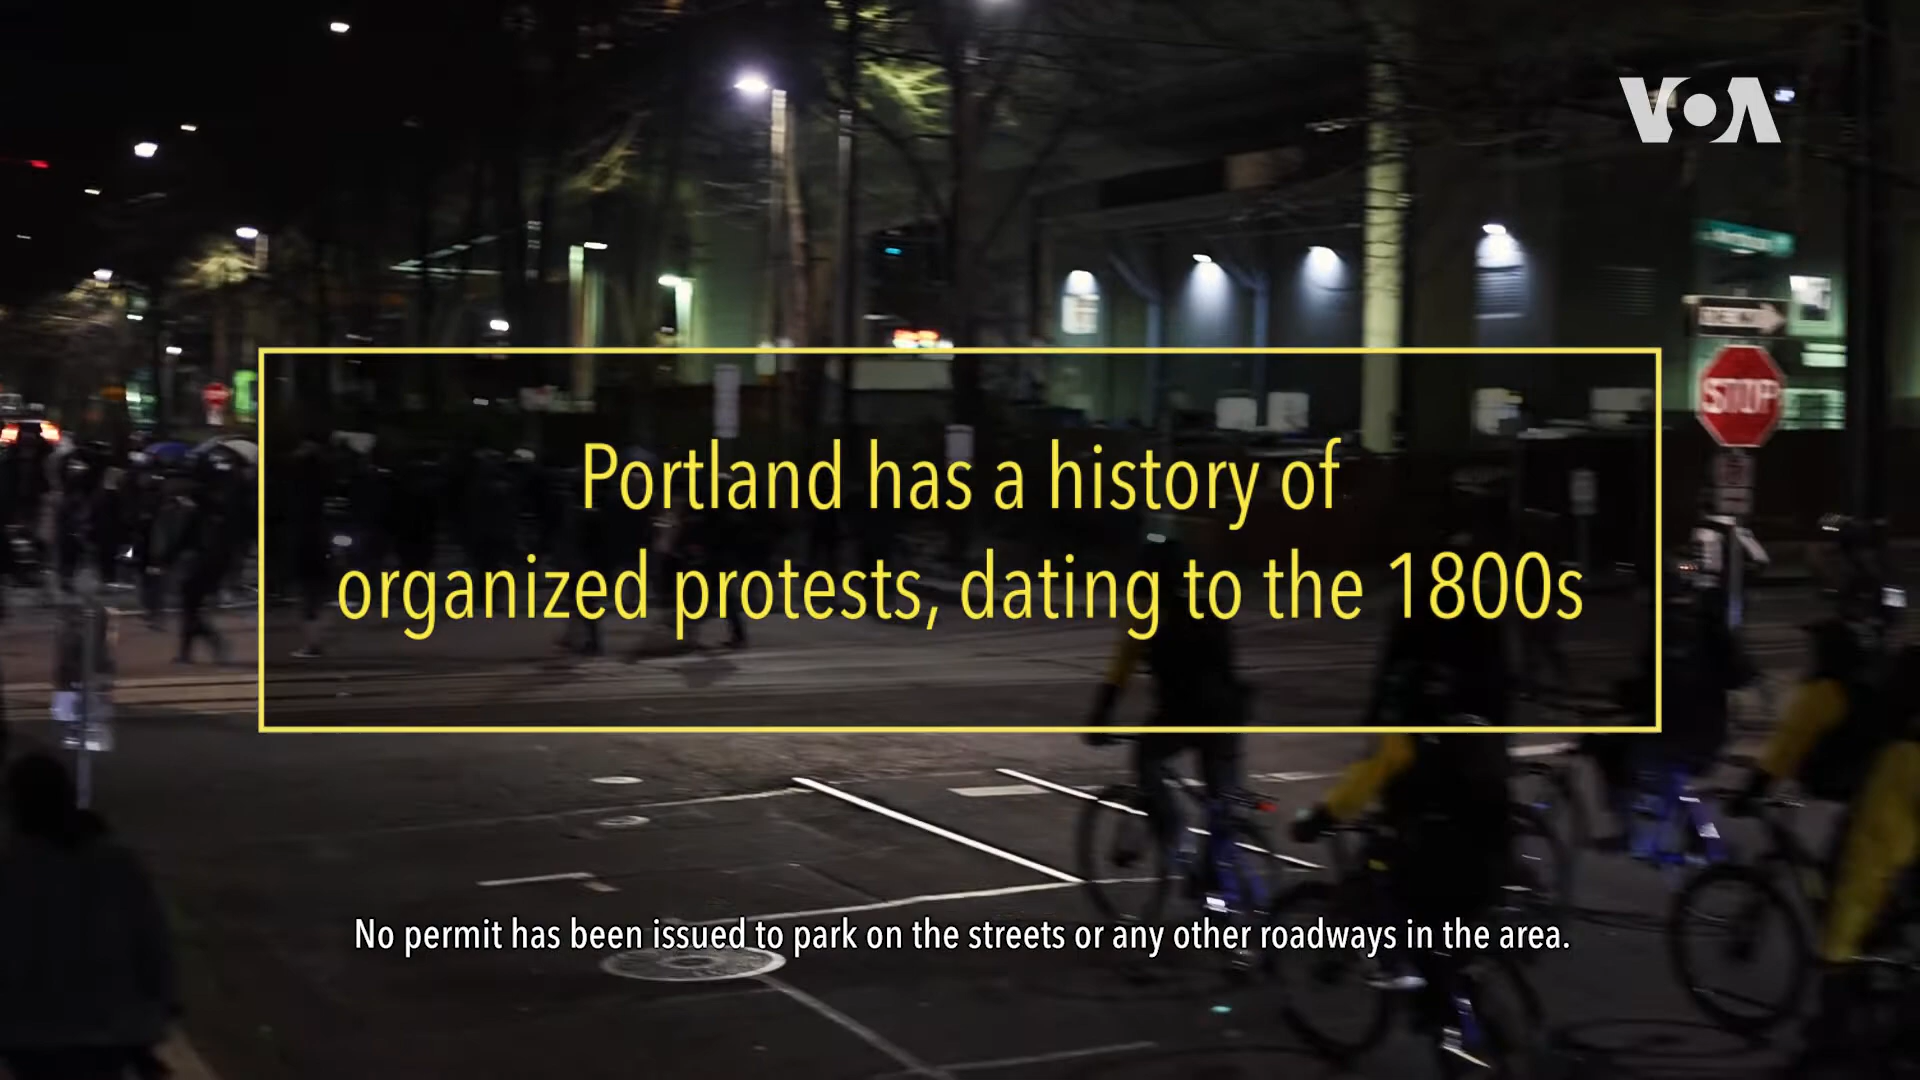 VOA
STOP
Portland has a history of
organized protests, dating to the 1800s
No permit has been issued to park on the streets or any other roadways in the area.